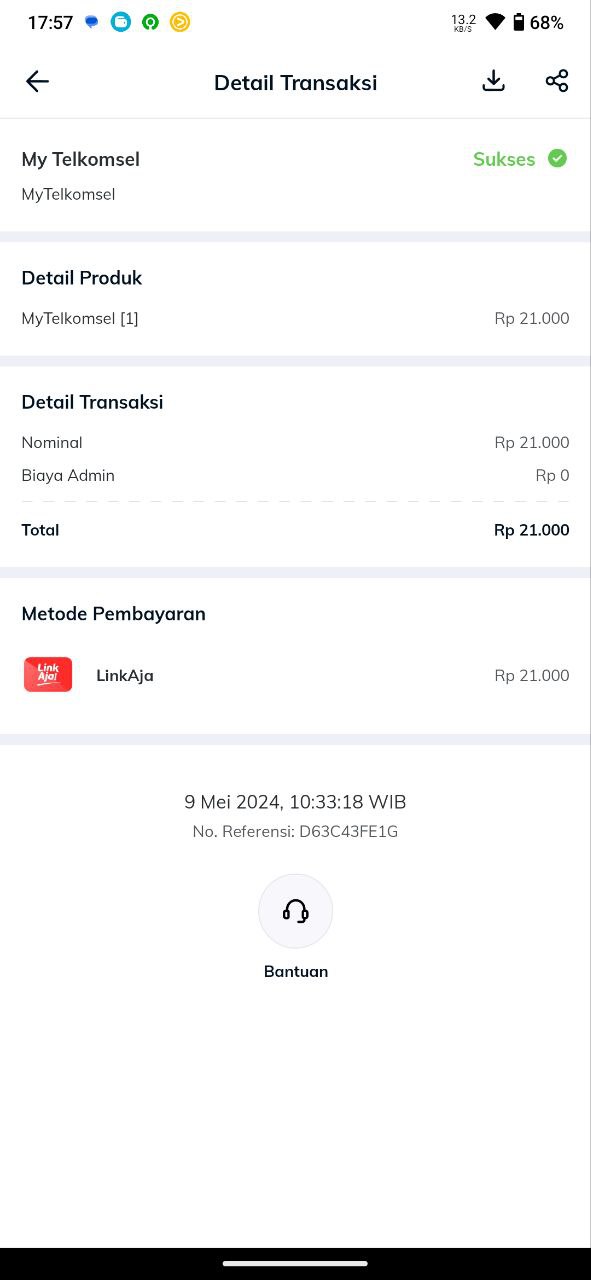 17:57 13.2 KB/S 68%
Detail Transaksi
My Telkomsel Sukses
MyTelkomsel
Detail Produk
MyTelkomsel [1] Rp 21.000
Detail Transaksi
Nominal Rp 21.000
Biaya Admin Rp 0
Total Rp 21.000
Metode Pembayaran
Link Aja! LinkAja Rp 21.000
9 Mei 2024, 10:33:18 WIB
No. Referensi: D63C43FE1G
Bantuan